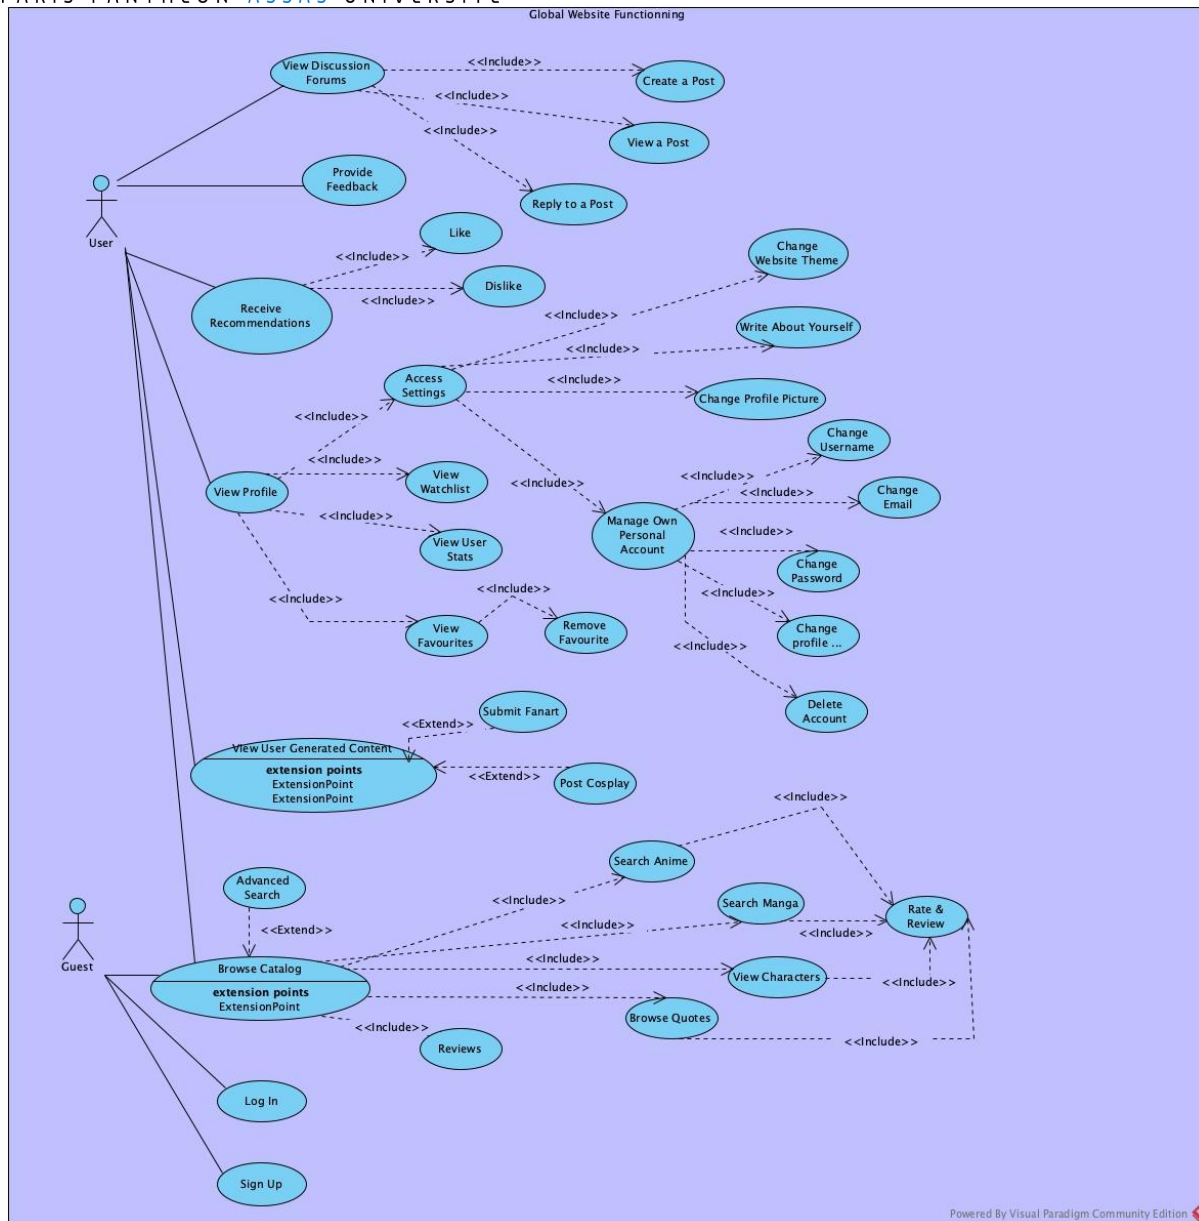 PARIS PANTHEON ASSAS UNIVERSITE
Global Website Functionning
View Discussion
Forums
<<Include>>
Create a Post
<<Include>>
View a Post
<<Include>>
Reply to a Post
Provide
Feedback
User
Like
<<Include>>
Dislike
<<Include>>
Receive
Recommendations
Change
Website Theme
<<Include>>
Write About Yourself
<<Include>>
Access
Settings
<<Include>>
Change Profile Picture
<<Include>>
Change
Username
<<Include>>
View Profile
<<Include>>
View
Watchlist
<<Include>>
<<Include>>
Change
Email
<<Include>>
Manage Own
Personal
Account
<<Include>>
View User
Stats
<<Include>>
Change
Password
<<Include>>
<<Include>>
View
Favourites
<<Include>>
Remove
Favourite
Change
profile ...
<<Include>>
Delete
Account
Submit Fanart
<<Extend>>
View User Generated Content
extension points
ExtensionPoint
ExtensionPoint
<<Extend>>
Post Cosplay
<<Include>>
Search Anime
Advanced
Search
<<Include>>
Search Manga
Rate &
Review
<<Extend>>
<<Include>>
<<Include>>
Guest
Browse Catalog
extension points
ExtensionPoint
<<Include>>
View Characters
<<Include>>
<<Include>>
Browse Quotes
<<Include>>
Reviews
<<Include>>
Log In
Sign Up
Powered By Visual Paradigm Community Edition